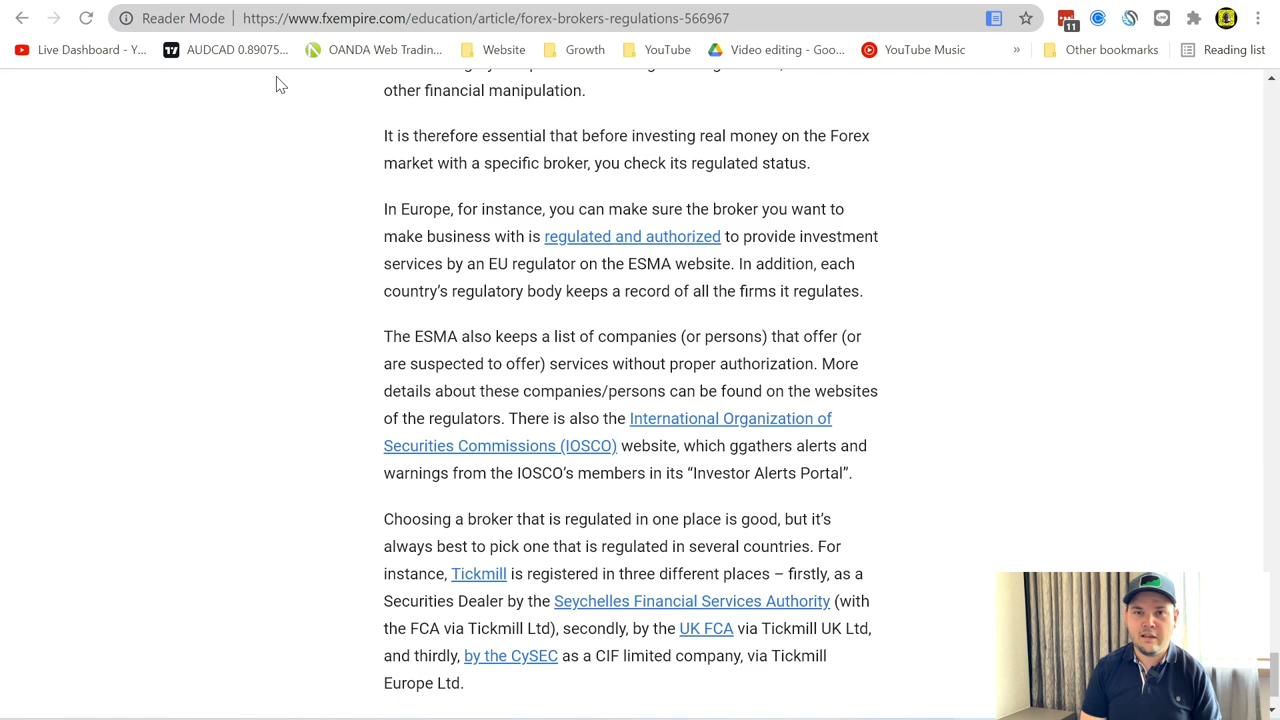 Reader Mode | https://www.fxempire.com/education/article/forex-brokers-regulations-566967
11
Live Dashboard - Y... AUDCAD 0.89075... OANDA Web Tradin... Website Growth YouTube Video editing - Goo... YouTube Music » Other bookmarks Reading list
other financial manipulation.
It is therefore essential that before investing real money on the Forex
market with a specific broker, you check its regulated status.
In Europe, for instance, you can make sure the broker you want to
make business with is regulated and authorized to provide investment
services by an EU regulator on the ESMA website. In addition, each
country’s regulatory body keeps a record of all the firms it regulates.
The ESMA also keeps a list of companies (or persons) that offer (or
are suspected to offer) services without proper authorization. More
details about these companies/persons can be found on the websites
of the regulators. There is also the International Organization of
Securities Commissions (IOSCO) website, which ggathers alerts and
warnings from the IOSCO’s members in its “Investor Alerts Portal”.
Choosing a broker that is regulated in one place is good, but it’s
always best to pick one that is regulated in several countries. For
instance, Tickmill is registered in three different places – firstly, as a
Securities Dealer by the Seychelles Financial Services Authority (with
the FCA via Tickmill Ltd), secondly, by the UK FCA via Tickmill UK Ltd,
and thirdly, by the CySEC as a CIF limited company, via Tickmill
Europe Ltd.